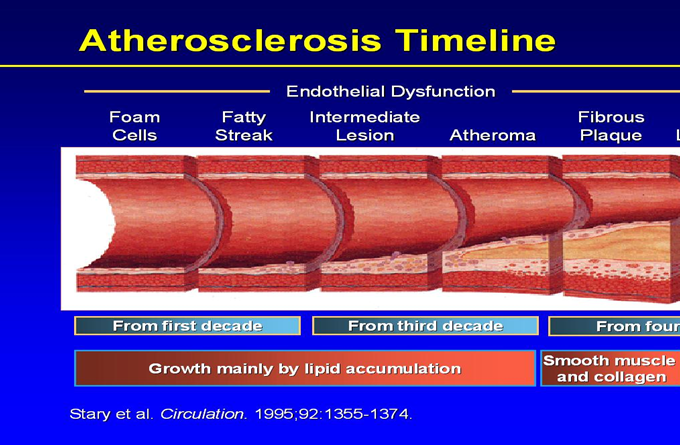 Atherosclerosis Timeline
Endothelial Dysfunction
Foam
Cells
Fatty
Streak
Intermediate
Lesion
Atheroma
Fibrous
Plaque
From first decade
From third decade
From four
Growth mainly by lipid accumulation
Smooth muscle
and collagen
Stary et al. Circulation. 1995;92:1355-1374.